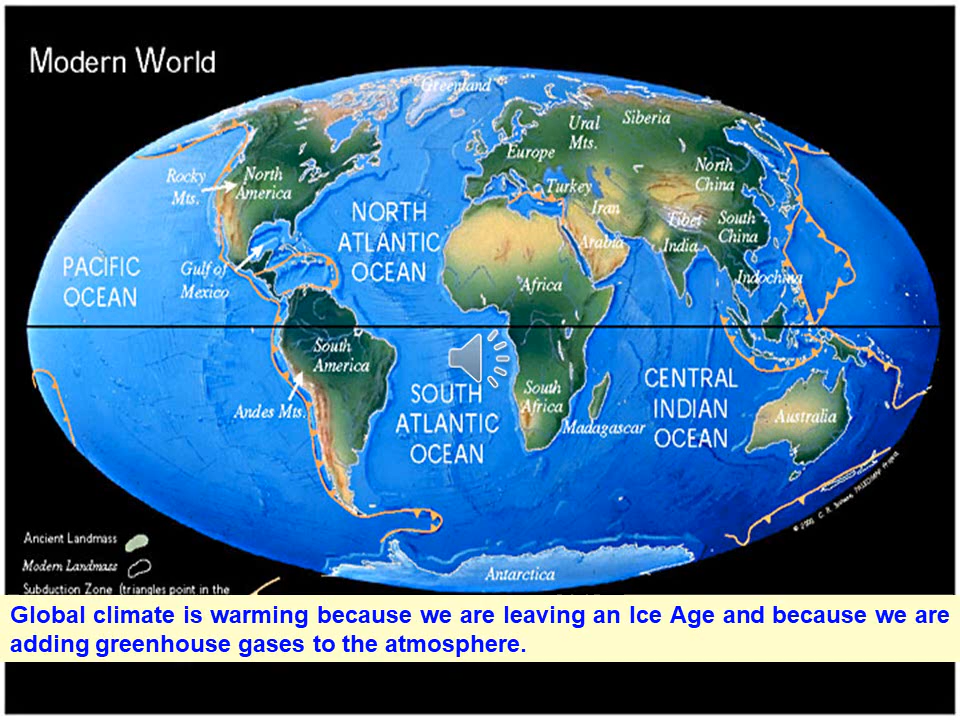 Modern World
Greenland
Ural
Mts.
Siberia
Europe
Rocky
Mts.
North
America
North
China
Turkey
NORTH
ATLANTIC
OCEAN
Iran
Tibet
South
China
Arabia
India
PACIFIC
OCEAN
Gulf of
Mexico
Africa
Indochina
South
America
CENTRAL
INDIAN
OCEAN
SOUTH
ATLANTIC
OCEAN
South
Africa
Andes Mts.
Madagascar
Australia
Ancient Landmass
Modern Landmass
Subduction Zone (triangles point in the
Antarctica
PALEOMAP Project
Global climate is warming because we are leaving an Ice Age and because we are
adding greenhouse gases to the atmosphere.